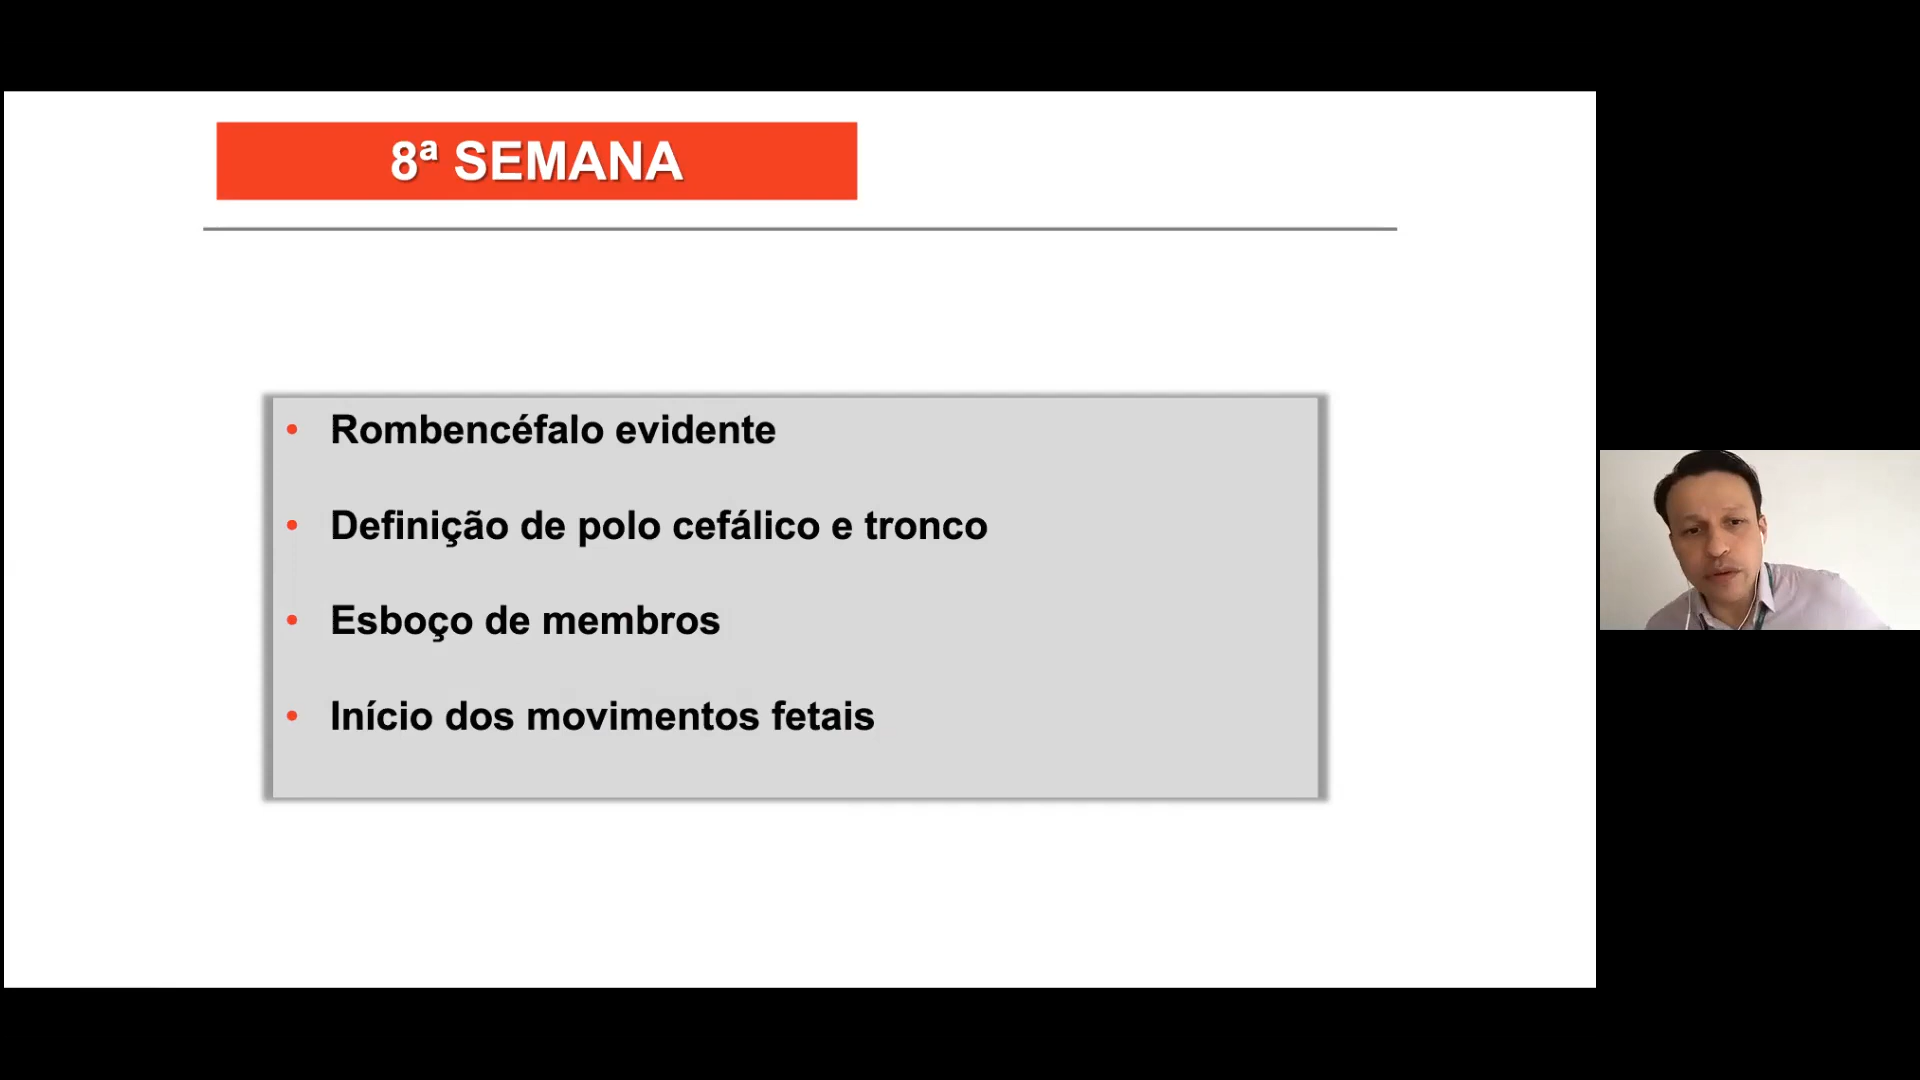 8ª SEMANA
• Rombencéfalo evidente
• Definição de polo cefálico e tronco
• Esboço de membros
• Início dos movimentos fetais